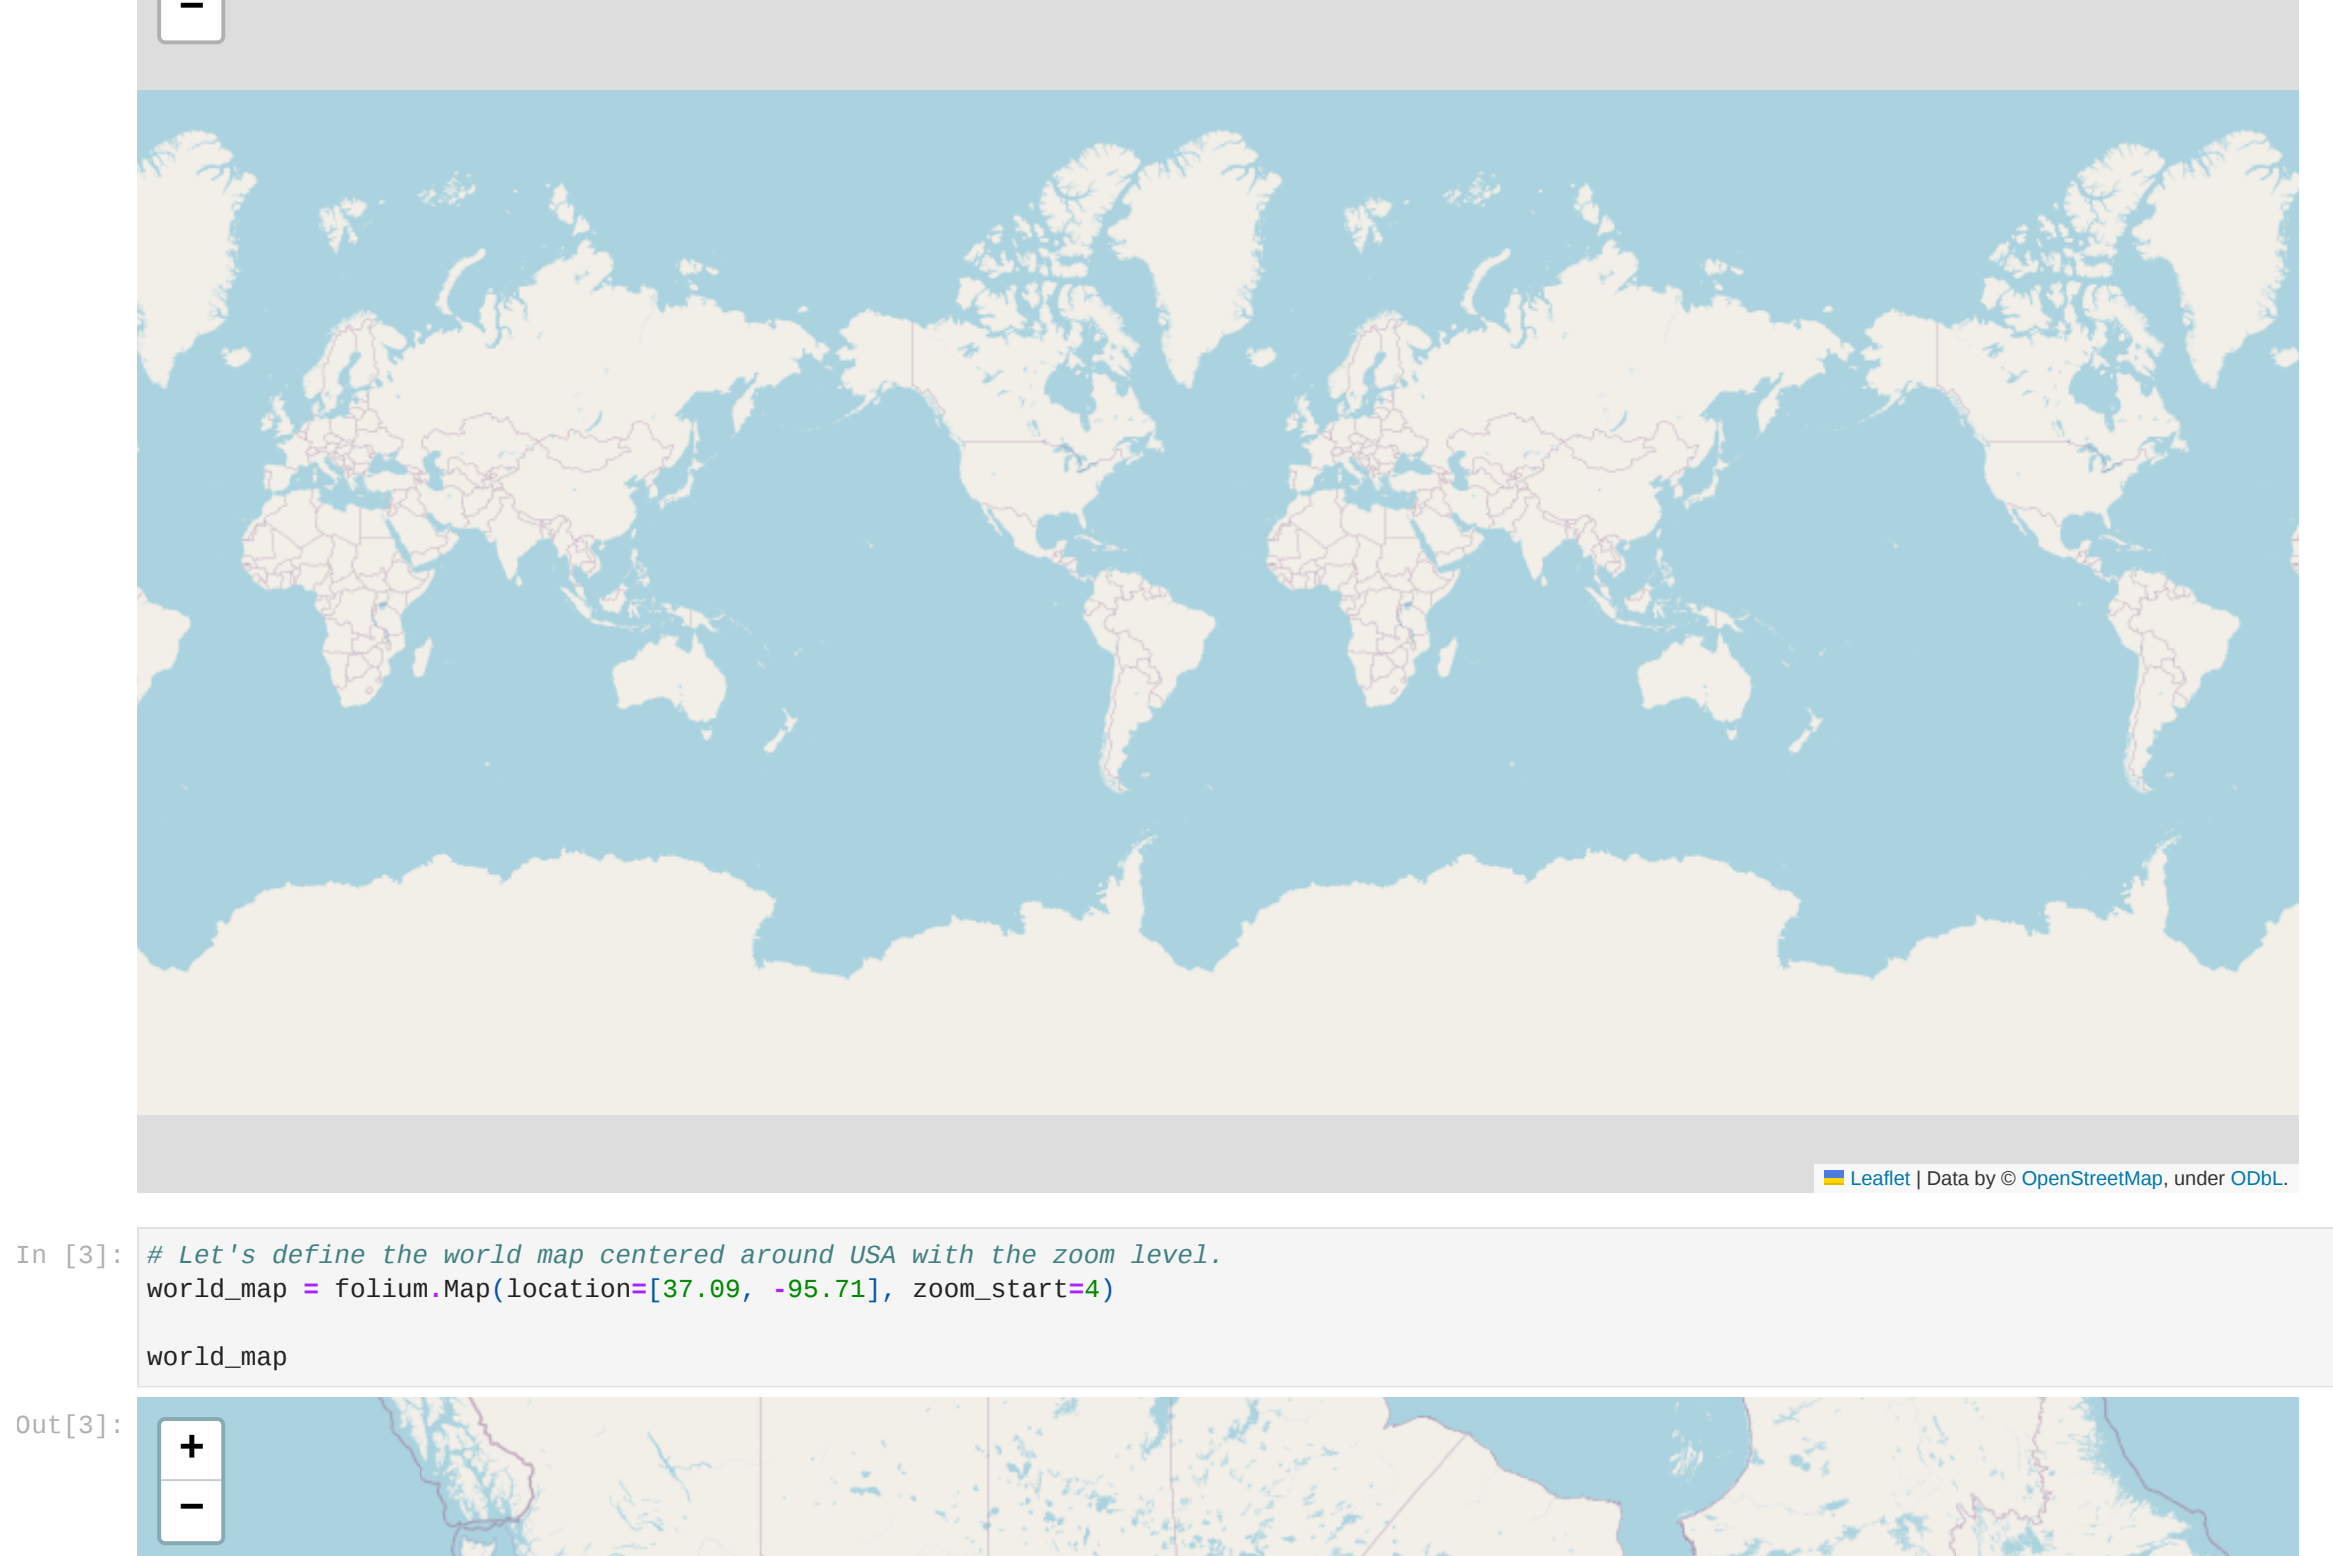 −
Leaflet | Data by © OpenStreetMap, under ODbL.
In [3]:
# Let's define the world map centered around USA with the zoom level.
world_map = folium.Map(location=[37.09, -95.71], zoom_start=4)
world_map
Out[3]:
+
−